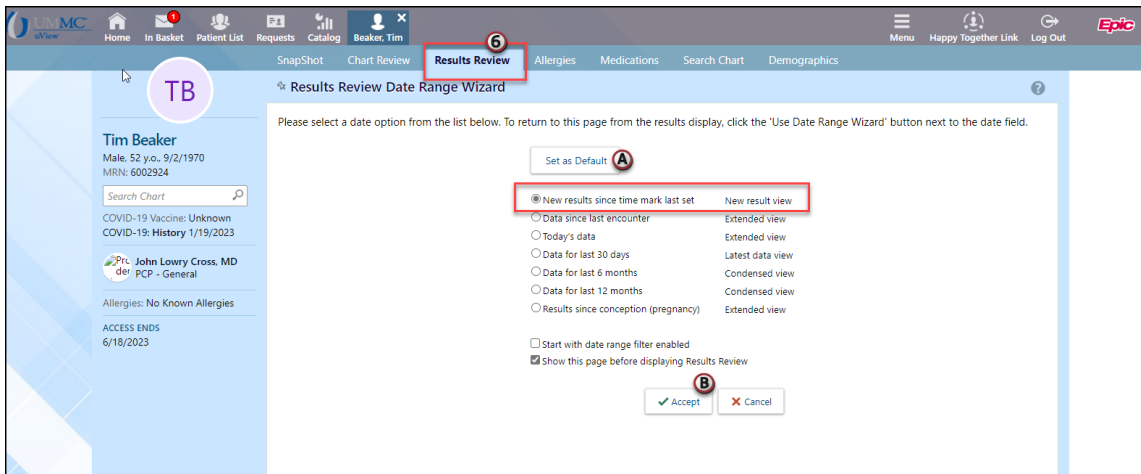 UMMC
uView
Home
In Basket
1
Patient List
Requests
Catalog
Beaker, Tim
Menu
Happy Together Link
Log Out
Epic
6
SnapShot
Chart Review
Results Review
Allergies
Medications
Search Chart
Demographics
TB
Results Review Date Range Wizard
Tim Beaker
Male, 52 y.o., 9/2/1970
MRN: 6002924
Search Chart
COVID-19 Vaccine: Unknown
COVID-19: History 1/19/2023
John Lowry Cross, MD
PCP - General
Allergies: No Known Allergies
ACCESS ENDS
6/18/2023
Please select a date option from the list below. To return to this page from the results display, click the 'Use Date Range Wizard' button next to the date field.
Set as Default A
New results since time mark last set New result view
Data since last encounter Extended view
Today's data Extended view
Data for last 30 days Latest data view
Data for last 6 months Condensed view
Data for last 12 months Condensed view
Results since conception (pregnancy) Extended view
Start with date range filter enabled
Show this page before displaying Results Review
B
Accept
Cancel